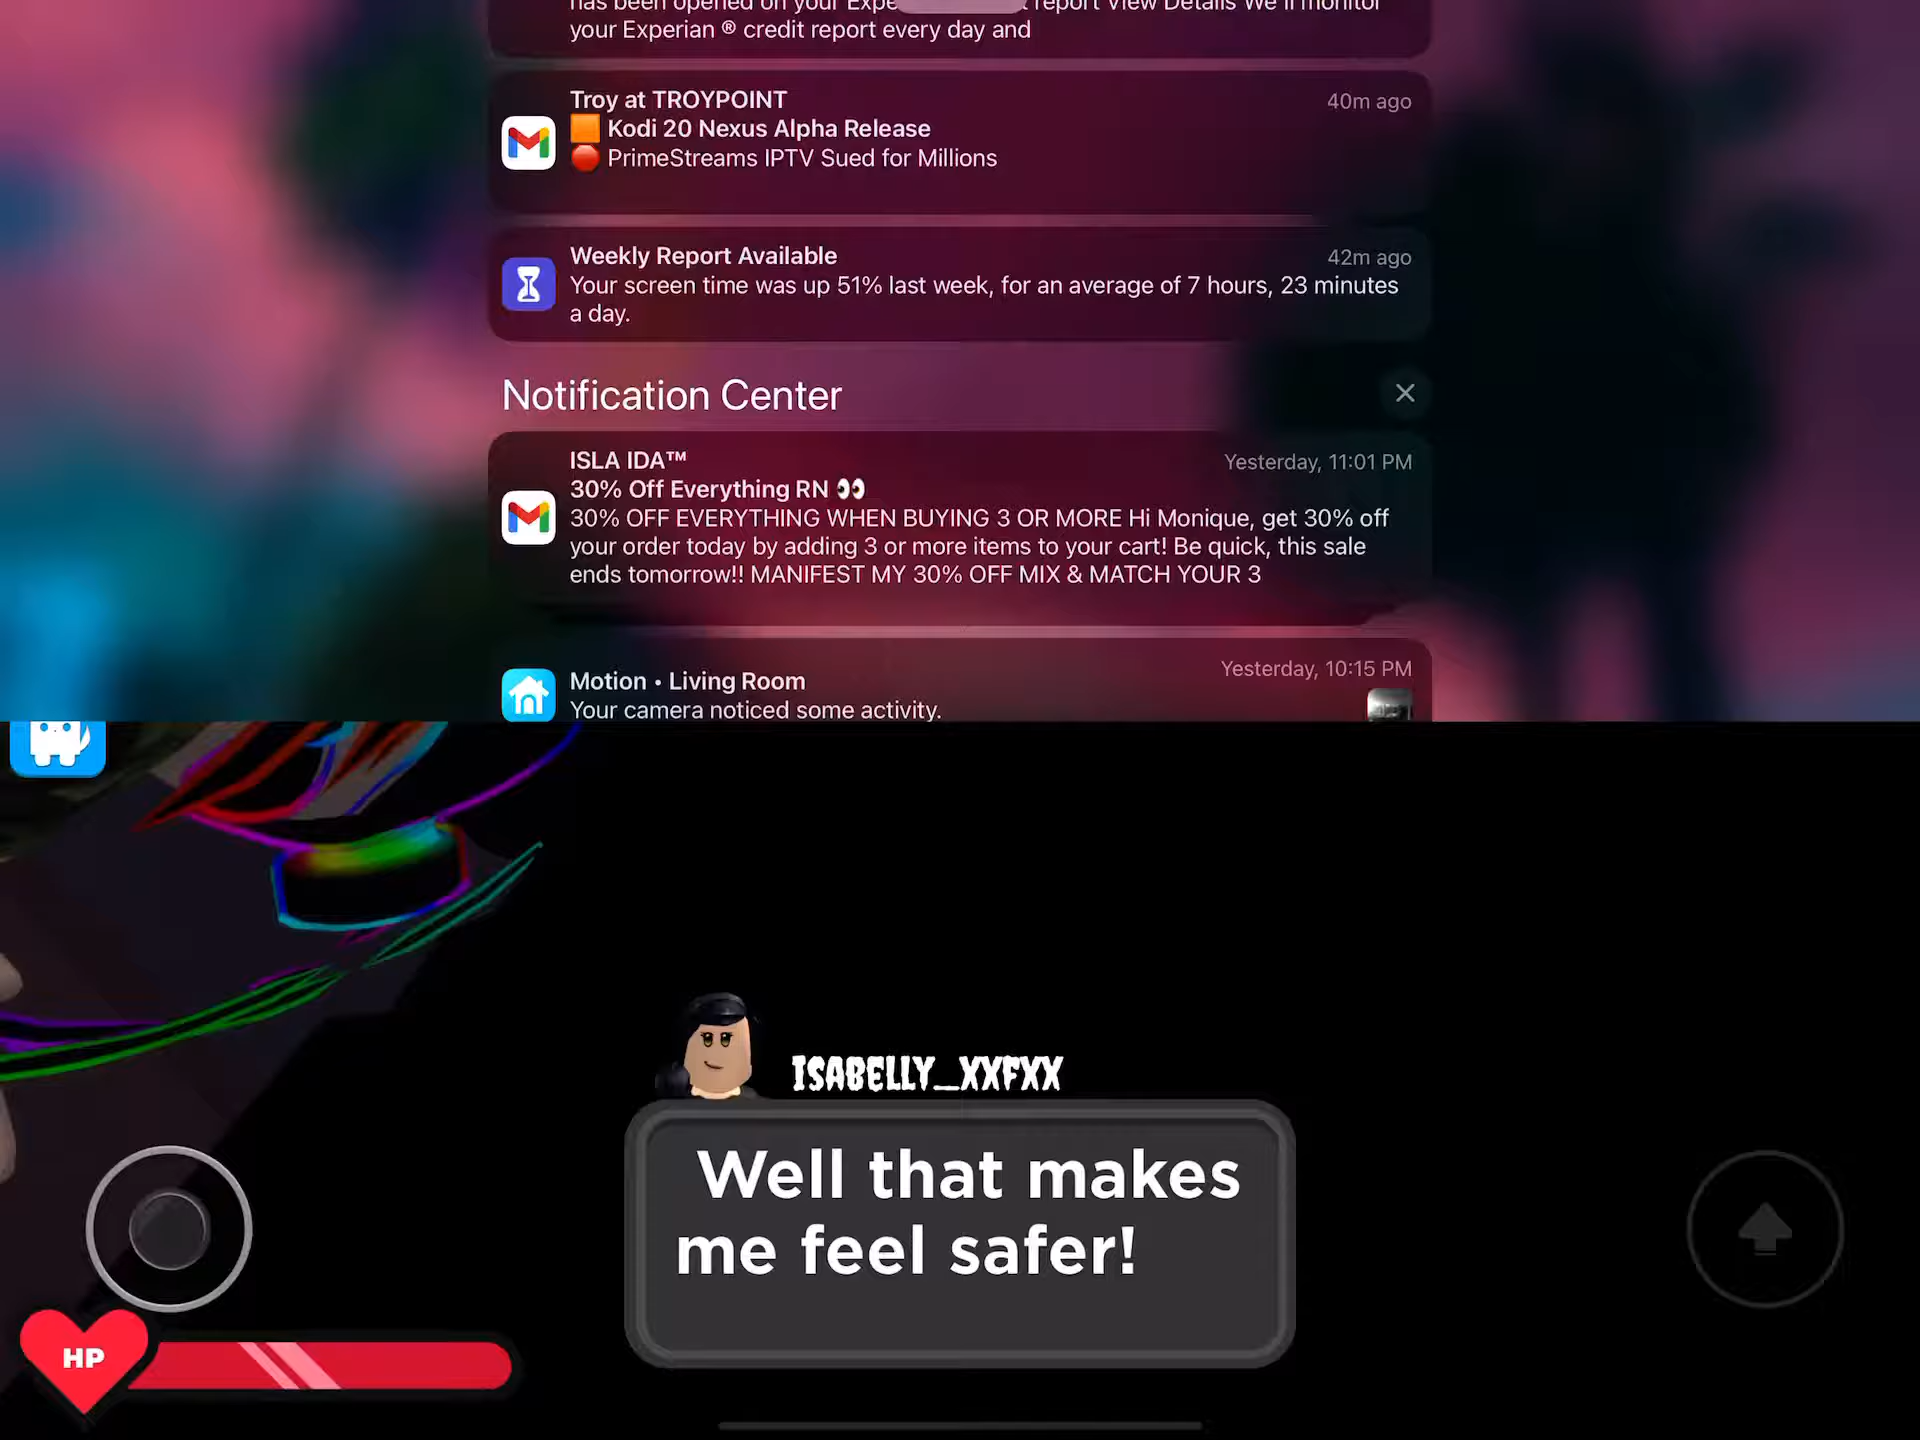 your Experian ® credit report every day and
Troy at TROYPOINT
40m ago
Kodi 20 Nexus Alpha Release
PrimeStreams IPTV Sued for Millions
Weekly Report Available
42m ago
Your screen time was up 51% last week, for an average of 7 hours, 23 minutes
a day.
Notification Center
ISLA IDA™
Yesterday, 11:01 PM
30% Off Everything RN 👀
30% OFF EVERYTHING WHEN BUYING 3 OR MORE Hi Monique, get 30% off
your order today by adding 3 or more items to your cart! Be quick, this sale
ends tomorrow!! MANIFEST MY 30% OFF MIX & MATCH YOUR 3
Yesterday, 10:15 PM
Motion • Living Room
Your camera noticed some activity.
ISABELLY_XXFXX
Well that makes
me feel safer!
HP